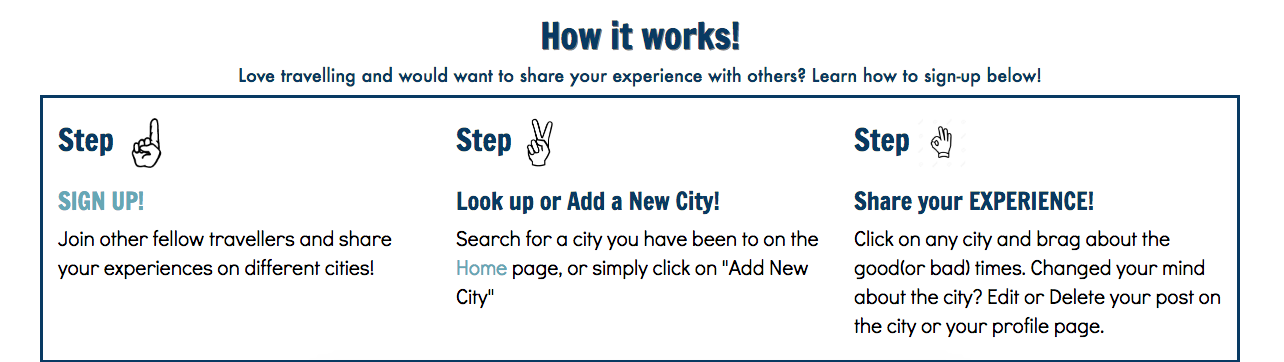 How it works!
Love travelling and would want to share your experience with others? Learn how to sign-up below!
Step
SIGN UP!
Join other fellow travellers and share
your experiences on different cities!
Step
Look up or Add a New City!
Search for a city you have been to on the
Home page, or simply click on "Add New
City"
Step
Share your EXPERIENCE!
Click on any city and brag about the
good(or bad) times. Changed your mind
about the city? Edit or Delete your post on
the city or your profile page.